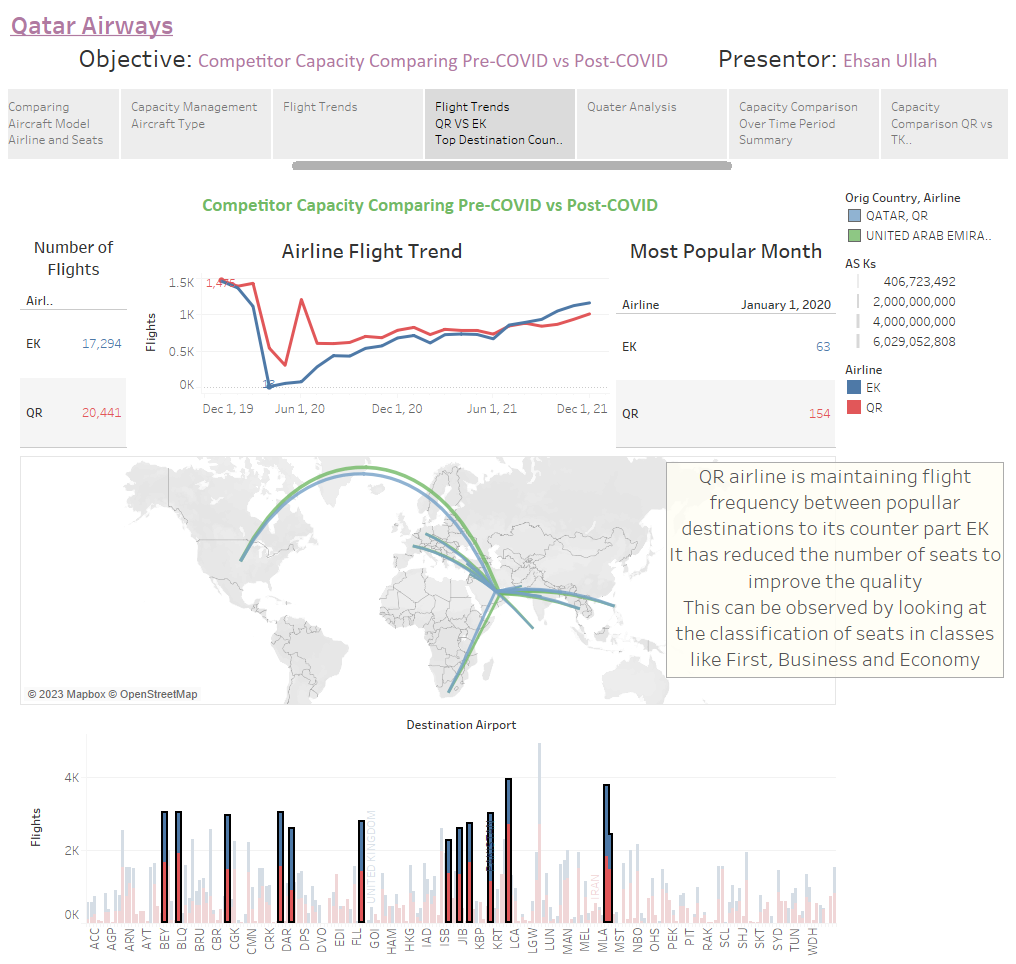 Qatar Airways
Objective: Competitor Capacity Comparing Pre-COVID vs Post-COVID
Presentor: Ehsan Ullah
Comparing
Aircraft Model
Airline and Seats
Capacity Management
Aircraft Type
Flight Trends
Flight Trends
QR VS EK
Top Destination Coun..
Quater Analysis
Capacity Comparison
Over Time Period
Summary
Capacity
Comparison QR vs
TK..
Competitor Capacity Comparing Pre-COVID vs Post-COVID
Number of
Flights
Airl..
EK 17,294
QR 20,441
Airline Flight Trend
Flights
1.5K
1K
0.5K
0K
Dec 1, 19
Jun 1, 20
Dec 1, 20
Jun 1, 21
Dec 1, 21
Most Popular Month
Airline January 1, 2020
EK 63
QR 154
Orig Country, Airline
QATAR, QR
UNITED ARAB EMIRA..
ASKs
406,723,492
2,000,000,000
4,000,000,000
6,029,052,808
Airline
EK
QR
© 2023 Mapbox © OpenStreetMap
QR airline is maintaining flight
frequency between popullar
destinations to its counter part EK
It has reduced the number of seats to
improve the quality
This can be observed by looking at
the classification of seats in classes
like First, Business and Economy
Destination Airport
Flights
4K
2K
0K
UNITED KINGDOM
IRAN
ACC
AGP
ARN
AYT
BEY
BLQ
BRU
CBR
CGK
CMN
CRK
DAR
DPS
DVO
EDI
FLL
GOI
HAM
HKG
IAD
ISB
JIB
KBP
KRT
LCA
LGW
LUN
MAN
MEL
MLA
MST
NBO
OHS
PEK
PIT
RAK
SCL
SHJ
SKT
SYD
TUN
WDH